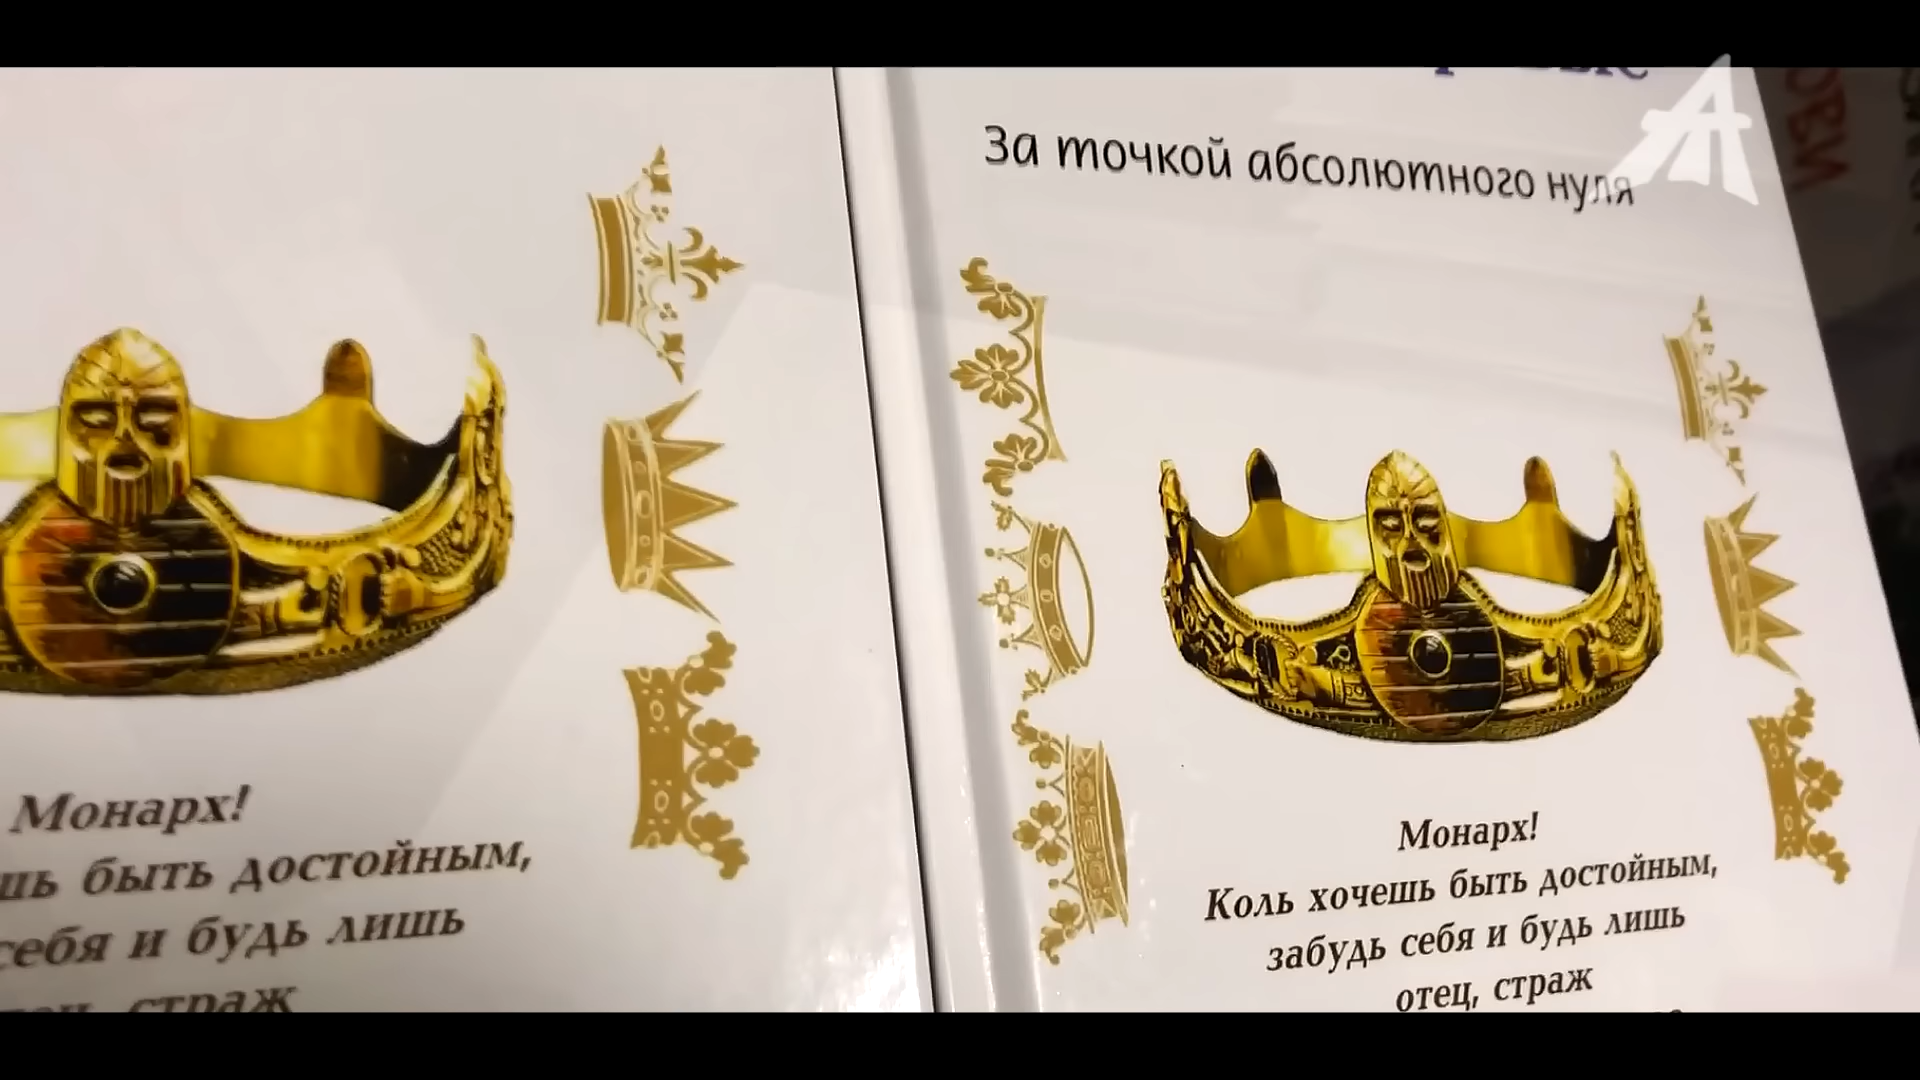 За точкой абсолютного нуля
Монарх!
быть достойным,
себя и будь лишь
страж
Монарх!
Коль хочешь быть достойным,
забудь себя и будь лишь
отец, страж